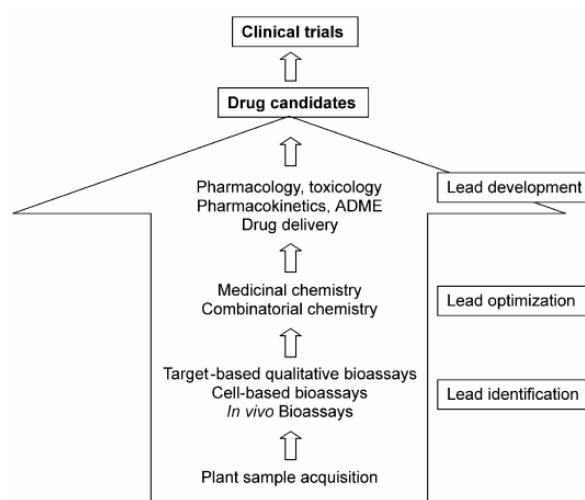 Clinical trials
Drug candidates
Pharmacology, toxicology
Pharmacokinetics, ADME
Drug delivery
Lead development
Medicinal chemistry
Combinatorial chemistry
Lead optimization
Target-based qualitative bioassays
Cell-based bioassays
In vivo Bioassays
Lead identification
Plant sample acquisition